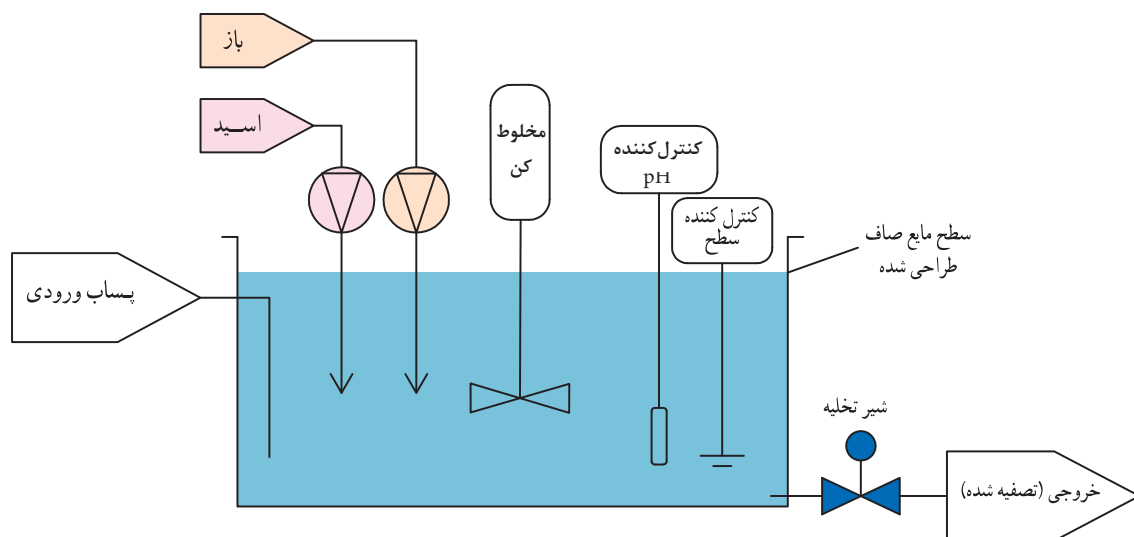 باز
اسید
مخلوط
کن
کنترل‌کننده
pH
کنترل کننده
سطح
سطح مایع صاف
طراحی شده
پساب ورودی
شیر تخلیه
خروجی (تصفیه شده)